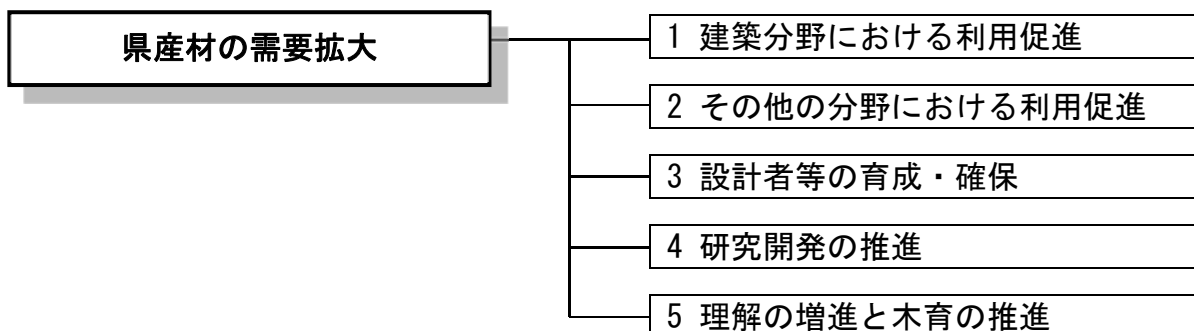 県産材の需要拡大
1 建築分野における利用促進
2 その他の分野における利用促進
3 設計者等の育成・確保
4 研究開発の推進
5 理解の増進と木育の推進